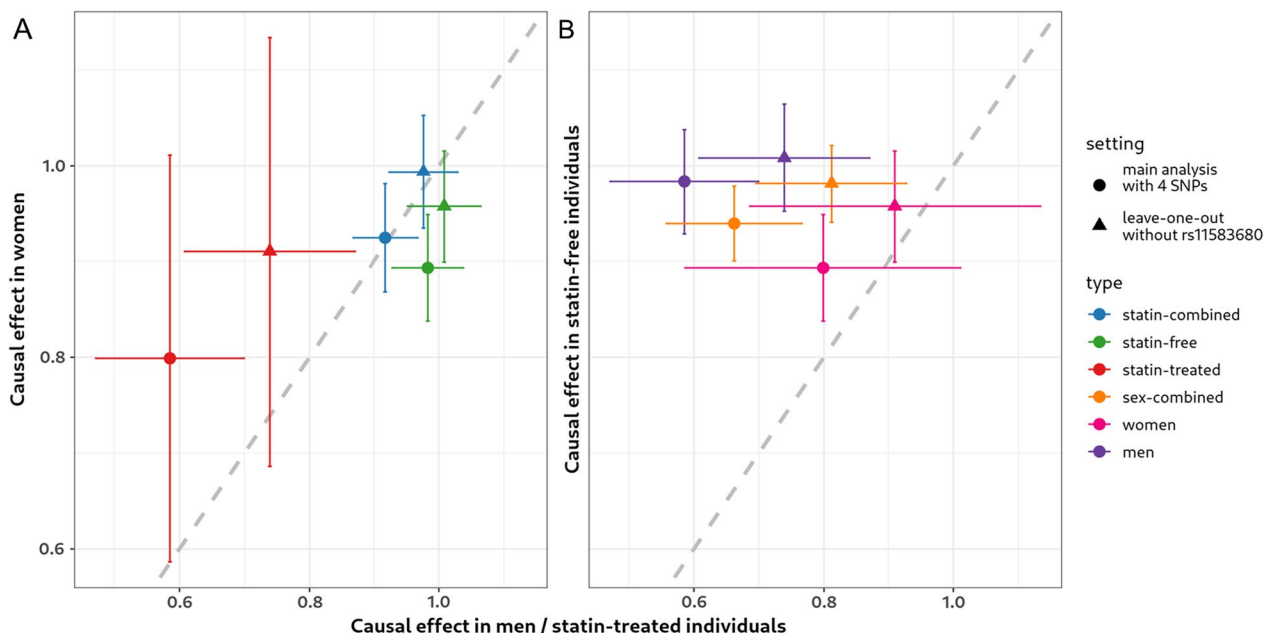 A
B
Causal effect in women
1.0
0.8
0.6
0.6
0.8
1.0
Causal effect in statin-free individuals
0.6
0.8
1.0
Causal effect in men / statin-treated individuals
setting
main analysis
with 4 SNPs
leave-one-out
without rs11583680
type
statin-combined
statin-free
statin-treated
sex-combined
women
men